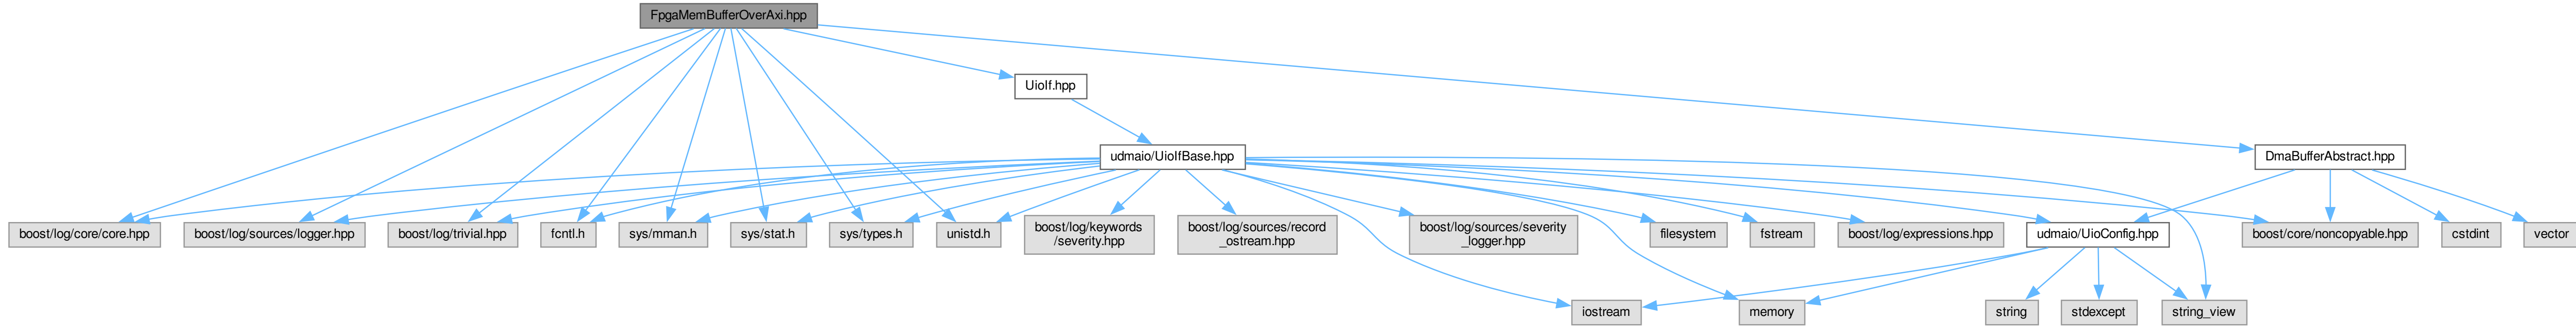 FpgaMemBufferOverAxi.hpp
UioIf.hpp
udmaio/UioIfBase.hpp
DmaBufferAbstract.hpp
boost/log/core/core.hpp
boost/log/sources/logger.hpp
boost/log/trivial.hpp
fcntl.h
sys/mman.h
sys/stat.h
sys/types.h
unistd.h
boost/log/keywords
/severity.hpp
boost/log/sources/record
_ostream.hpp
boost/log/sources/severity
_logger.hpp
filesystem
fstream
boost/log/expressions.hpp
udmaio/UioConfig.hpp
boost/core/noncopyable.hpp
cstdint
vector
iostream
memory
string
stdexcept
string_view